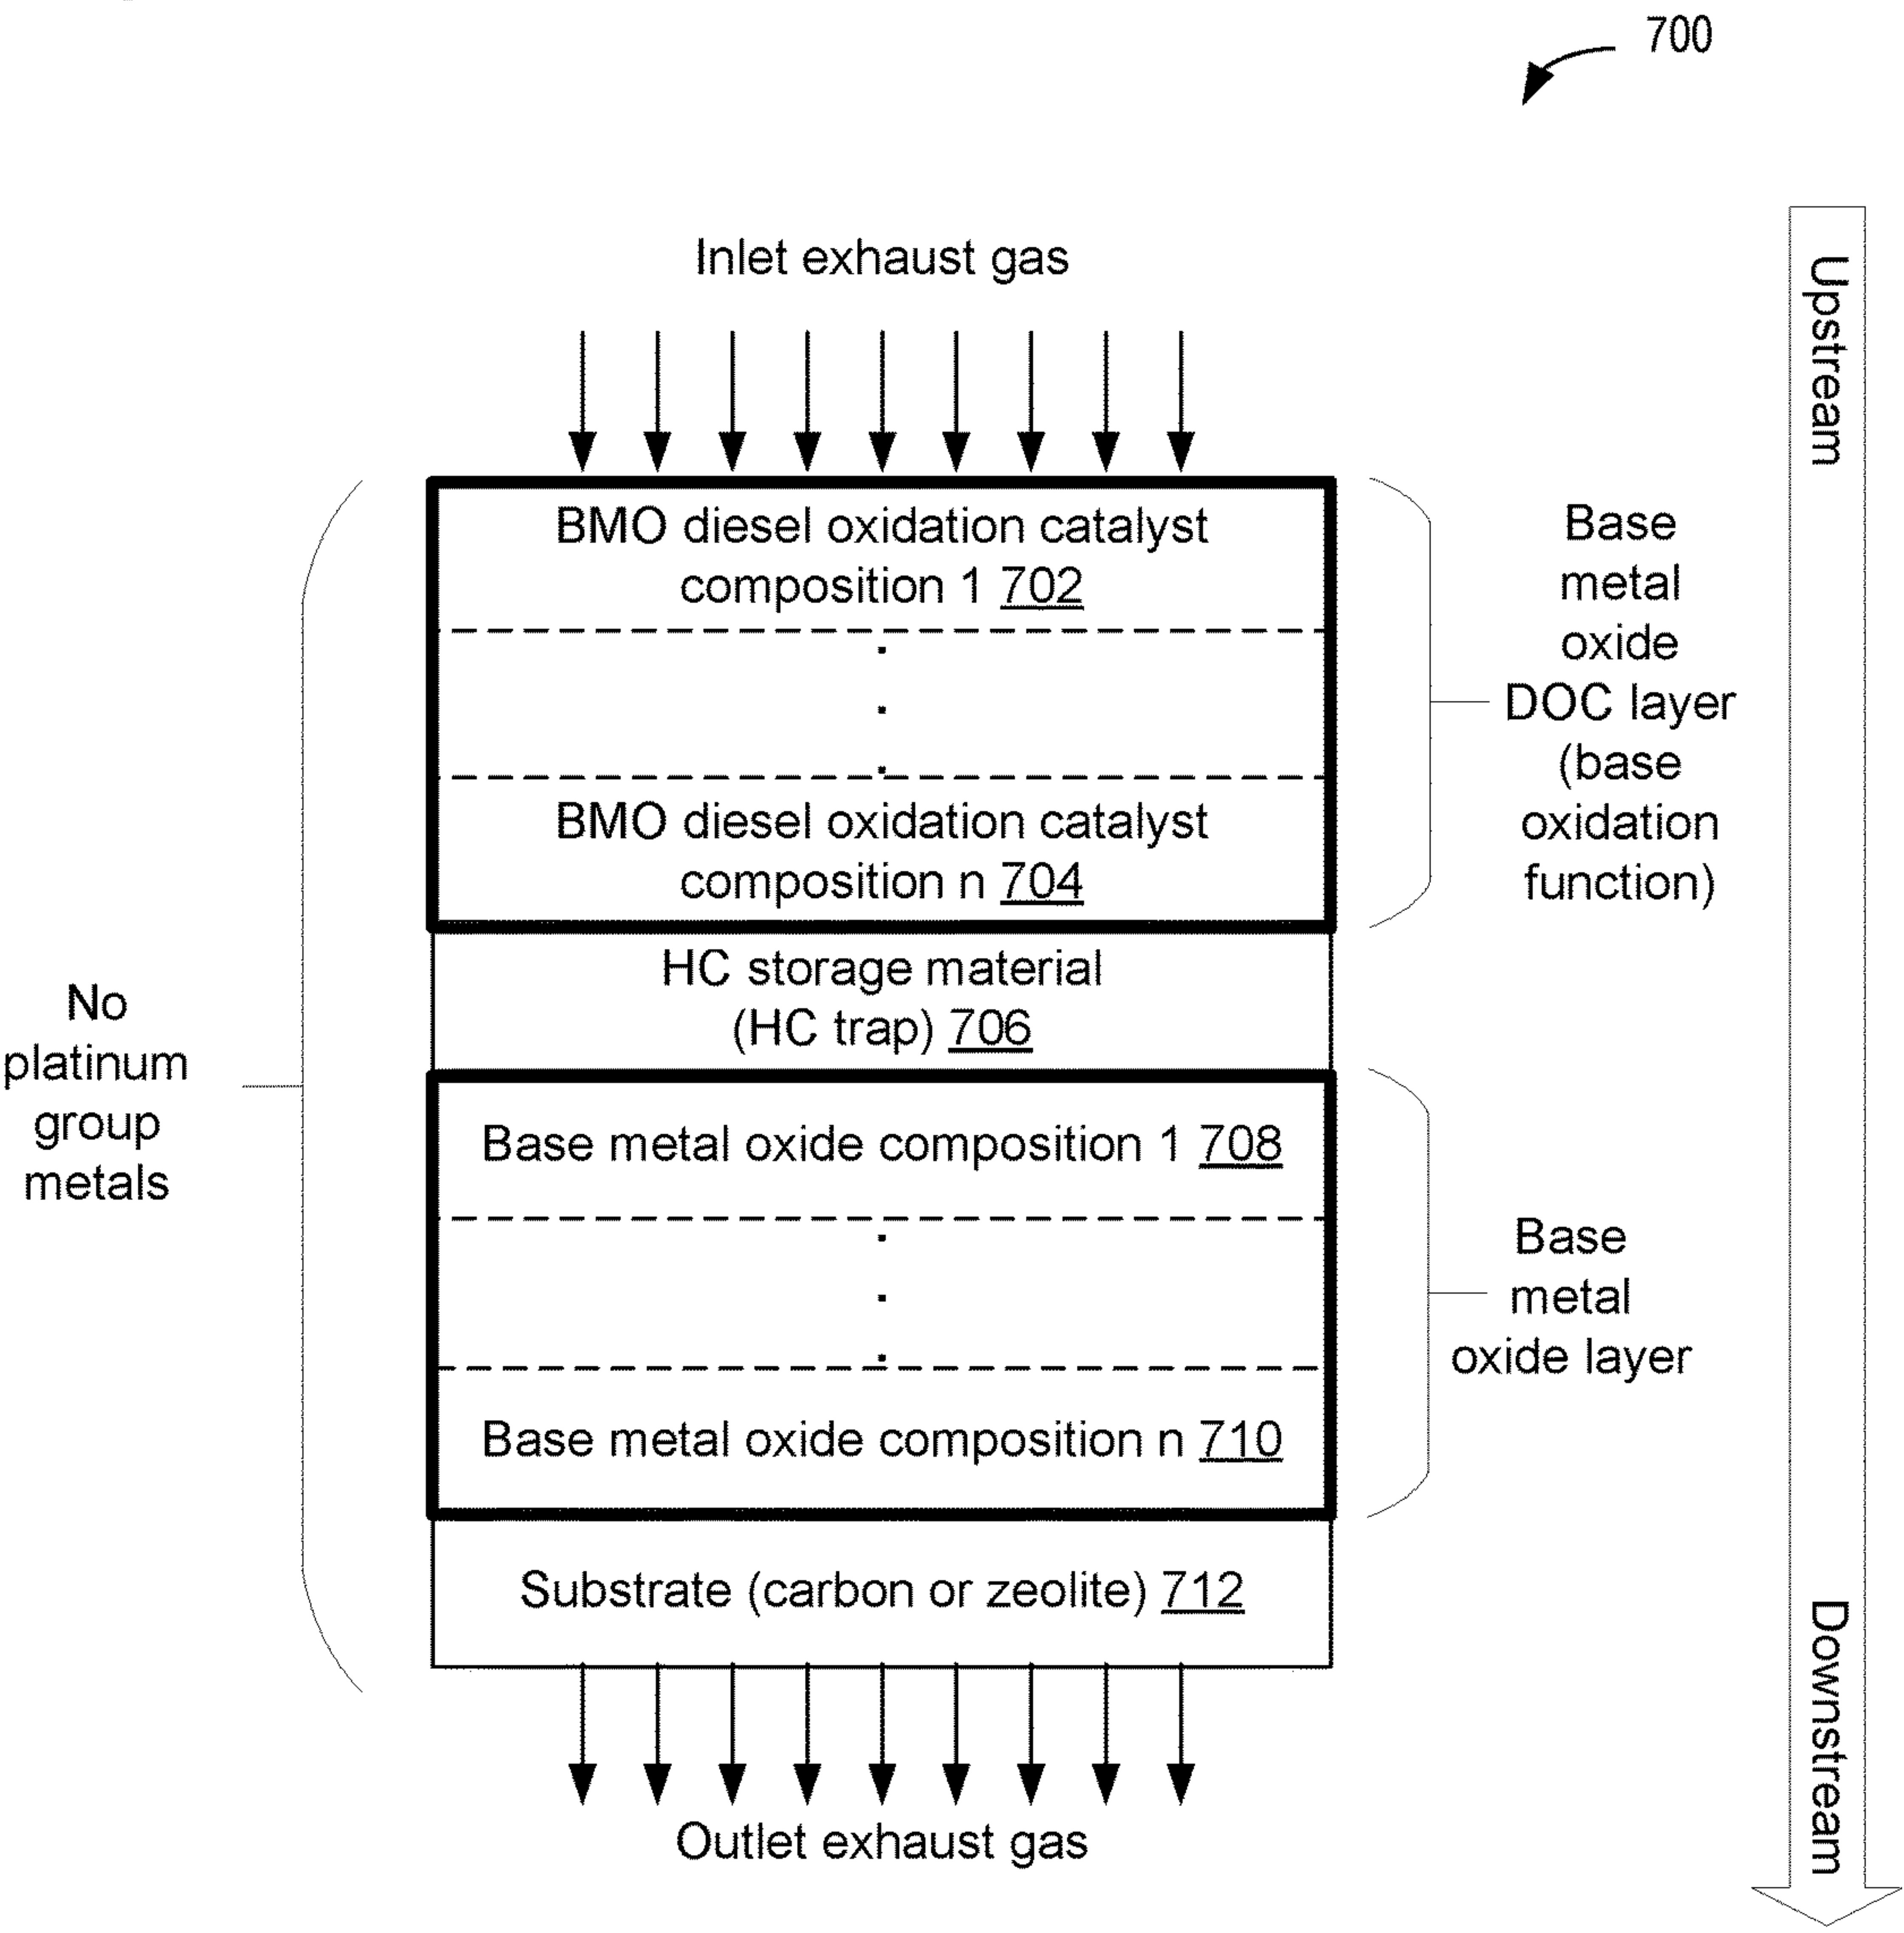 700
Inlet exhaust gas
Upstream
BMO diesel oxidation catalyst
composition 1 702
BMO diesel oxidation catalyst
composition n 704
Base
metal
oxide
DOC layer
(base
oxidation
function)
HC storage material
(HC trap) 706
No
platinum
group
metals
Base metal oxide composition 1 708
Base metal oxide composition n 710
Base
metal
oxide layer
Substrate (carbon or zeolite) 712
Downstream
Outlet exhaust gas